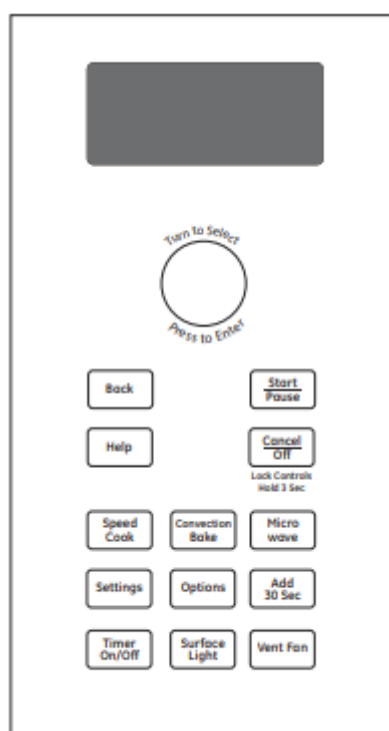 Turn to Select
Press to Enter
Back
Start
Pause
Help
Cancel
Off
Lock Controls
Hold 3 Sec
Speed
Cook
Convection
Bake
Micro
wave
Settings
Options
Add
30 Sec
Timer
On/Off
Surface
Light
Vent Fan